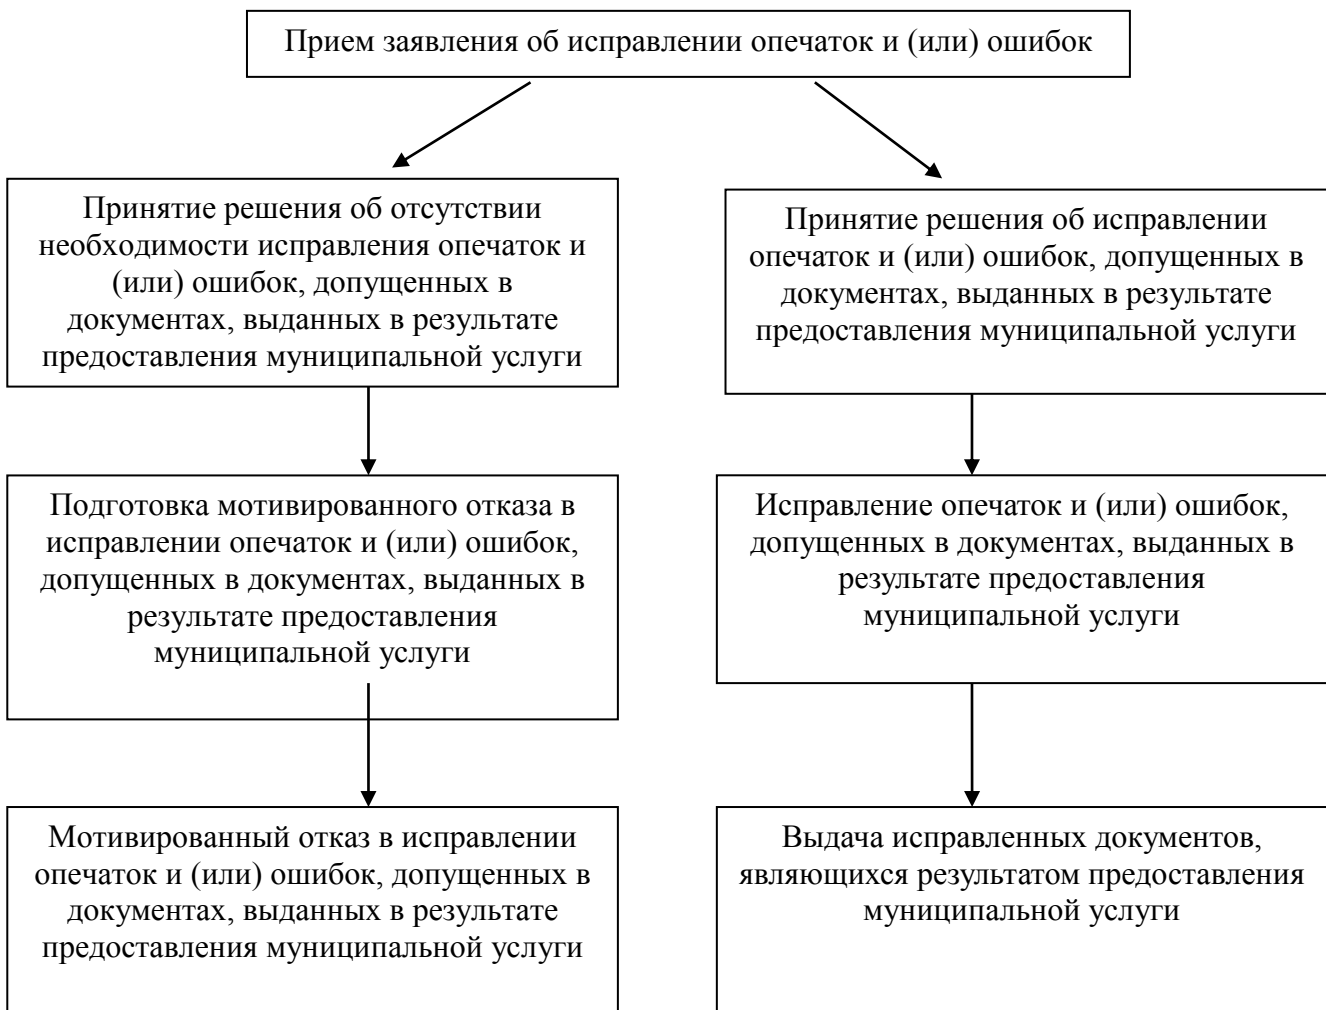 Прием заявления об исправлении опечаток и (или) ошибок
Принятие решения об отсутствии
необходимости исправления опечаток и
(или) ошибок, допущенных в
документах, выданных в результате
предоставления муниципальной услуги
Принятие решения об исправлении
опечаток и (или) ошибок, допущенных в
документах, выданных в результате
предоставления муниципальной услуги
Подготовка мотивированного отказа в
исправлении опечаток и (или) ошибок,
допущенных в документах, выданных в
результате предоставления
муниципальной услуги
Исправление опечаток и (или) ошибок,
допущенных в документах, выданных в
результате предоставления
муниципальной услуги
Мотивированный отказ в исправлении
опечаток и (или) ошибок, допущенных в
документах, выданных в результате
предоставления муниципальной услуги
Выдача исправленных документов,
являющихся результатом предоставления
муниципальной услуги